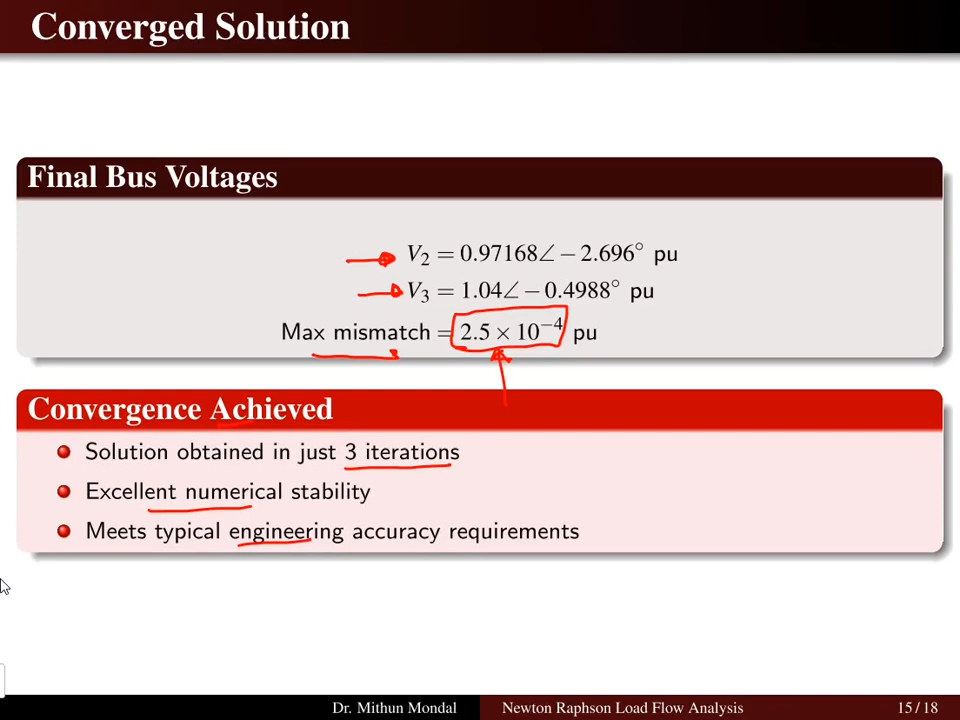 Converged Solution
Final Bus Voltages
V₂ = 0.97168∠ − 2.696° pu
V₃ = 1.04∠ − 0.4988° pu
Max mismatch = 2.5 × 10⁻⁴ pu
Convergence Achieved
Solution obtained in just 3 iterations
Excellent numerical stability
Meets typical engineering accuracy requirements
Dr. Mithun Mondal Newton Raphson Load Flow Analysis 15 / 18